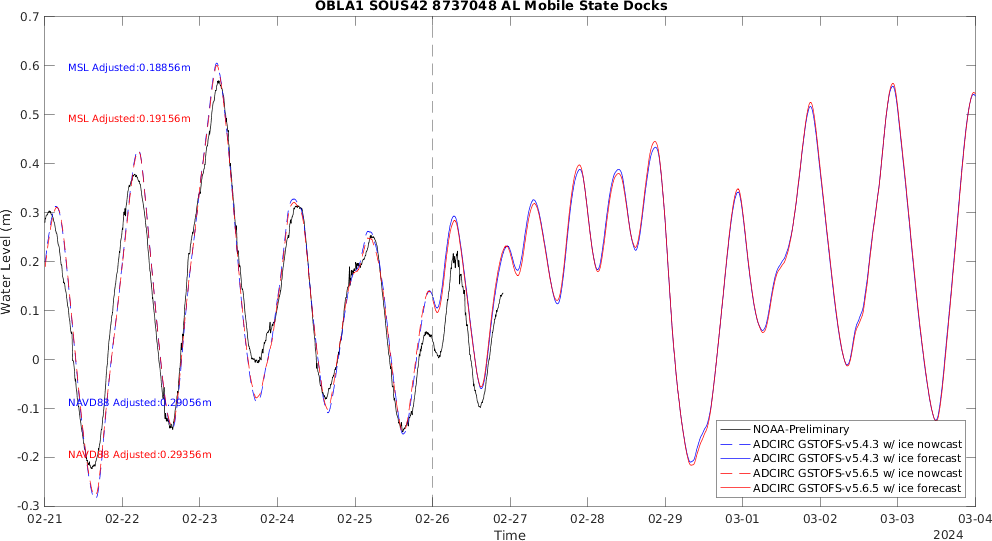 OBLA1 SOUS42 8737048 AL Mobile State Docks
0.7
0.6
0.5
0.4
0.3
0.2
0.1
0
-0.1
-0.2
-0.3
Water Level (m)
MSL Adjusted:0.18856m
MSL Adjusted:0.19156m
NAVD88 Adjusted:0.29056m
NAVD88 Adjusted:0.29356m
NOAA-Preliminary
ADCIRC GSTOFS-v5.4.3 w/ ice nowcast
ADCIRC GSTOFS-v5.4.3 w/ ice forecast
ADCIRC GSTOFS-v5.6.5 w/ ice nowcast
ADCIRC GSTOFS-v5.6.5 w/ ice forecast
02-21 02-22 02-23 02-24 02-25 02-26 02-27 02-28 02-29 03-01 03-02 03-03 03-04
Time
2024